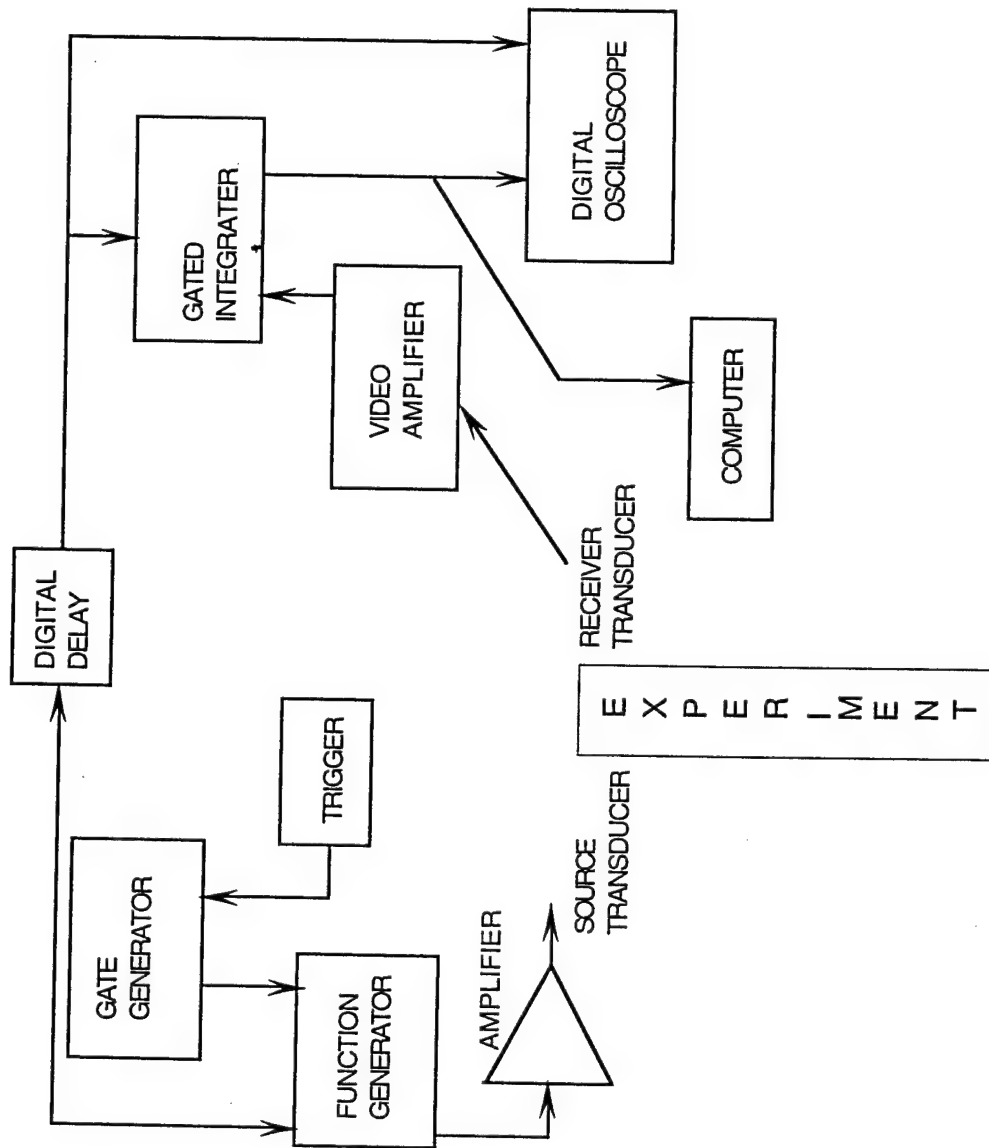 DIGITAL
DELAY
GATE
GENERATOR
TRIGGER
FUNCTION
GENERATOR
AMPLIFIER
SOURCE
TRANSDUCER
EXPERIMENT
RECEIVER
TRANSDUCER
VIDEO
AMPLIFIER
GATED
INTEGRATER
DIGITAL
OSCILLOSCOPE
COMPUTER